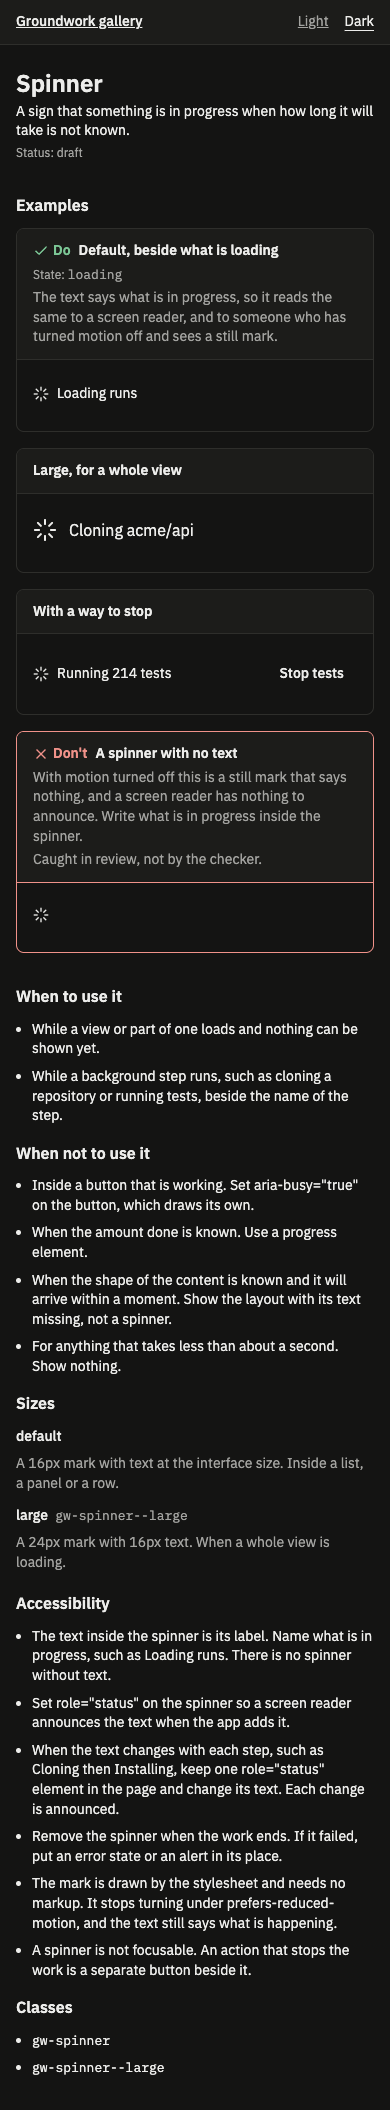 Groundwork gallery
Light
Dark
Spinner
A sign that something is in progress when how long it will
take is not known.
Status: draft
Examples
Do Default, beside what is loading
State: loading
The text says what is in progress, so it reads the
same to a screen reader, and to someone who has
turned motion off and sees a still mark.
Loading runs
Large, for a whole view
Cloning acme/api
With a way to stop
Running 214 tests
Stop tests
Don't A spinner with no text
With motion turned off this is a still mark that says
nothing, and a screen reader has nothing to
announce. Write what is in progress inside the
spinner.
Caught in review, not by the checker.
When to use it
While a view or part of one loads and nothing can be
shown yet.
While a background step runs, such as cloning a
repository or running tests, beside the name of the
step.
When not to use it
Inside a button that is working. Set aria-busy="true"
on the button, which draws its own.
When the amount done is known. Use a progress
element.
When the shape of the content is known and it will
arrive within a moment. Show the layout with its text
missing, not a spinner.
For anything that takes less than about a second.
Show nothing.
Sizes
default
A 16px mark with text at the interface size. Inside a list,
a panel or a row.
large gw-spinner--large
A 24px mark with 16px text. When a whole view is
loading.
Accessibility
The text inside the spinner is its label. Name what is in
progress, such as Loading runs. There is no spinner
without text.
Set role="status" on the spinner so a screen reader
announces the text when the app adds it.
When the text changes with each step, such as
Cloning then Installing, keep one role="status"
element in the page and change its text. Each change
is announced.
Remove the spinner when the work ends. If it failed,
put an error state or an alert in its place.
The mark is drawn by the stylesheet and needs no
markup. It stops turning under prefers-reduced-
motion, and the text still says what is happening.
A spinner is not focusable. An action that stops the
work is a separate button beside it.
Classes
gw-spinner
gw-spinner--large